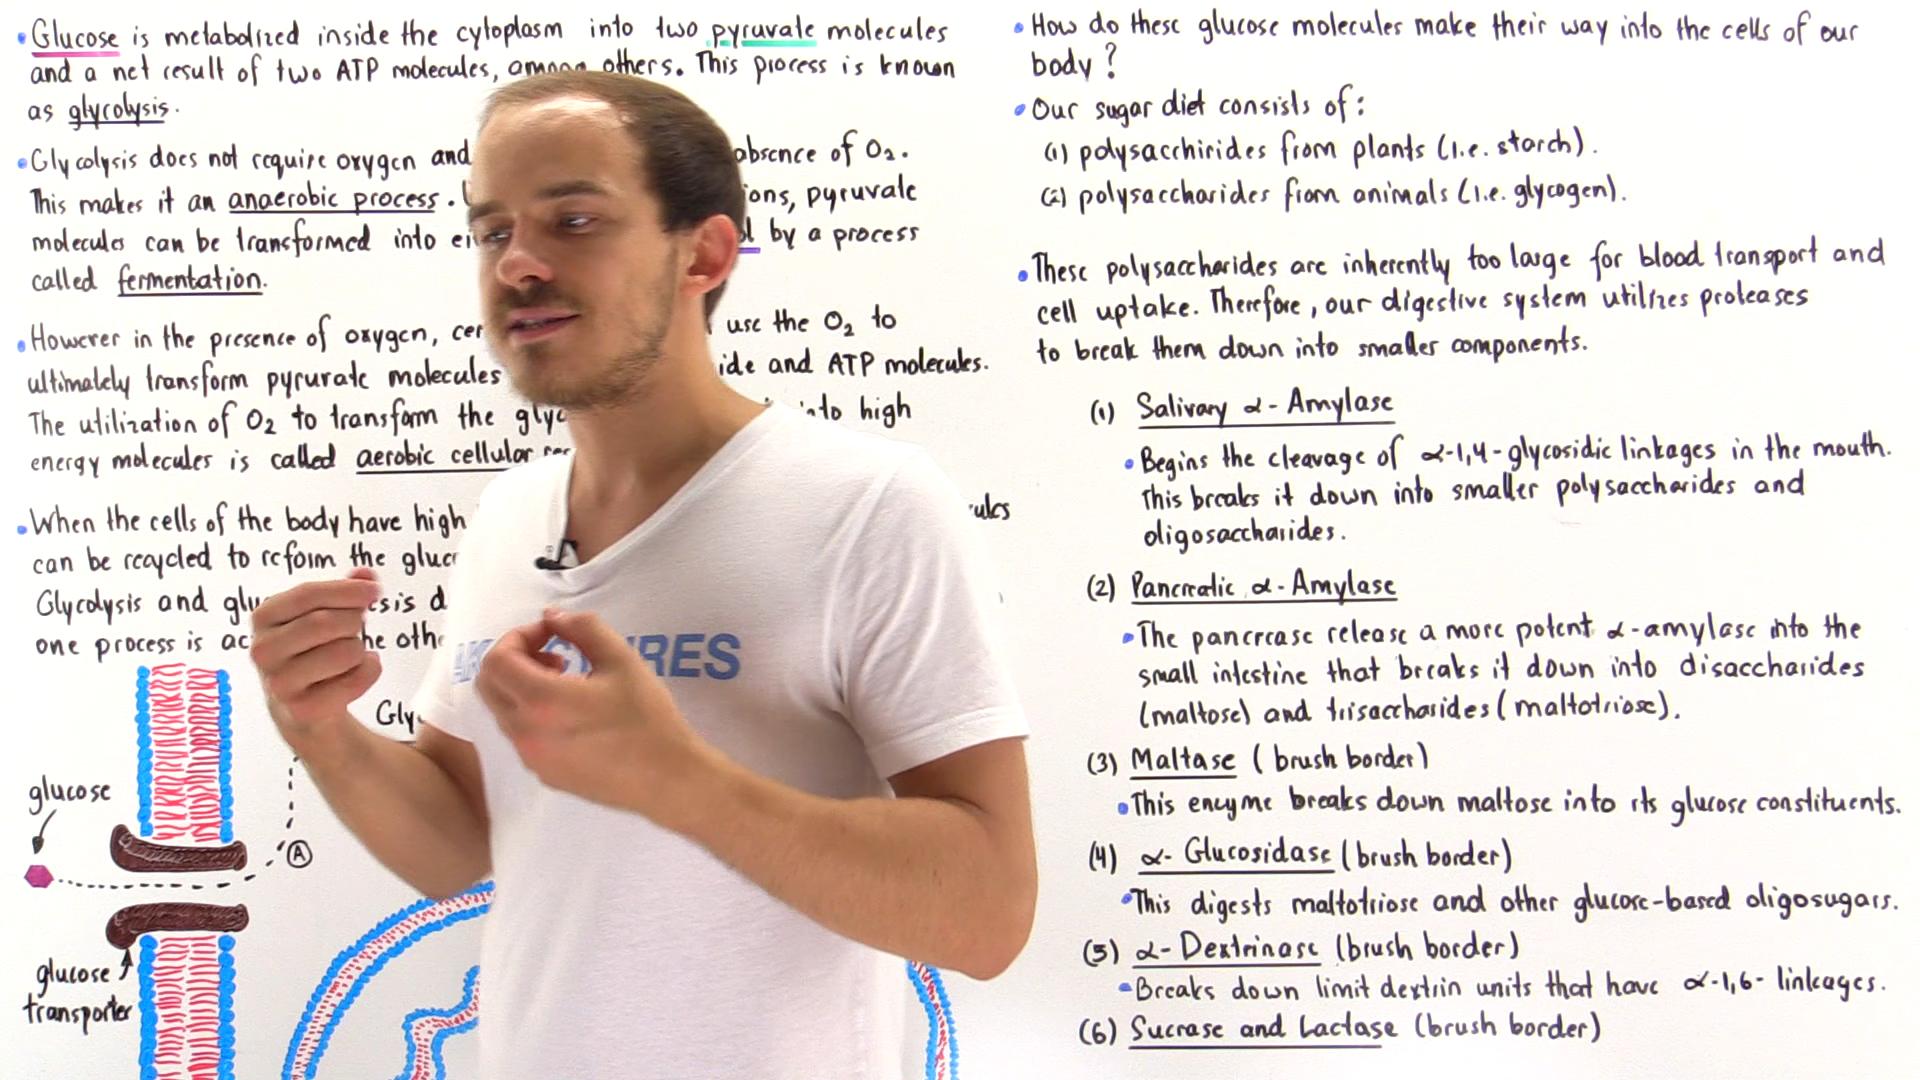 • Glucose is metabolized inside the cytoplasm into two pyruvate molecules
and a net result of two ATP molecules, among others. This process is known
as glycolysis.
• Glycolysis does not require oxygen and absence of O2.
This makes it an anaerobic process. ions, pyruvate
molecules can be transformed into by a process
called fermentation.
• However in the presence of oxygen, use the O2 to
ultimately transform pyruvate molecules and ATP molecules.
The utilization of O2 to transform the into high
energy molecules is called aerobic cellular
• When the cells of the body have high
can be recycled to reform the
Glycolysis and
one process is
glucose
A
glucose
transporter
RES
• How do these glucose molecules make their way into the cells of our
body?
• Our sugar diet consists of:
(1) polysacchirides from plants (i.e. starch).
(2) polysaccharides from animals (i.e. glycogen).
• These polysaccharides are inherently too large for blood transport and
cell uptake. Therefore, our digestive system utilizes proteases
to break them down into smaller components.
(1) Salivary α-Amylase
• Begins the cleavage of α-1,4-glycosidic linkages in the mouth.
This breaks it down into smaller polysaccharides and
oligosaccharides.
(2) Pancreatic α-Amylase
• The pancrease release a more potent α-amylase into the
small intestine that breaks it down into disaccharides
(maltose) and trisaccharides (maltotriose).
(3) Maltase (brush border)
• This enzyme breaks down maltose into its glucose constituents.
(4) α-Glucosidase (brush border)
• This digests maltotriose and other glucose-based oligosugars.
(5) α-Dextrinase (brush border)
• Breaks down limit dextrin units that have α-1,6-linkages.
(6) Sucrase and Lactase (brush border)